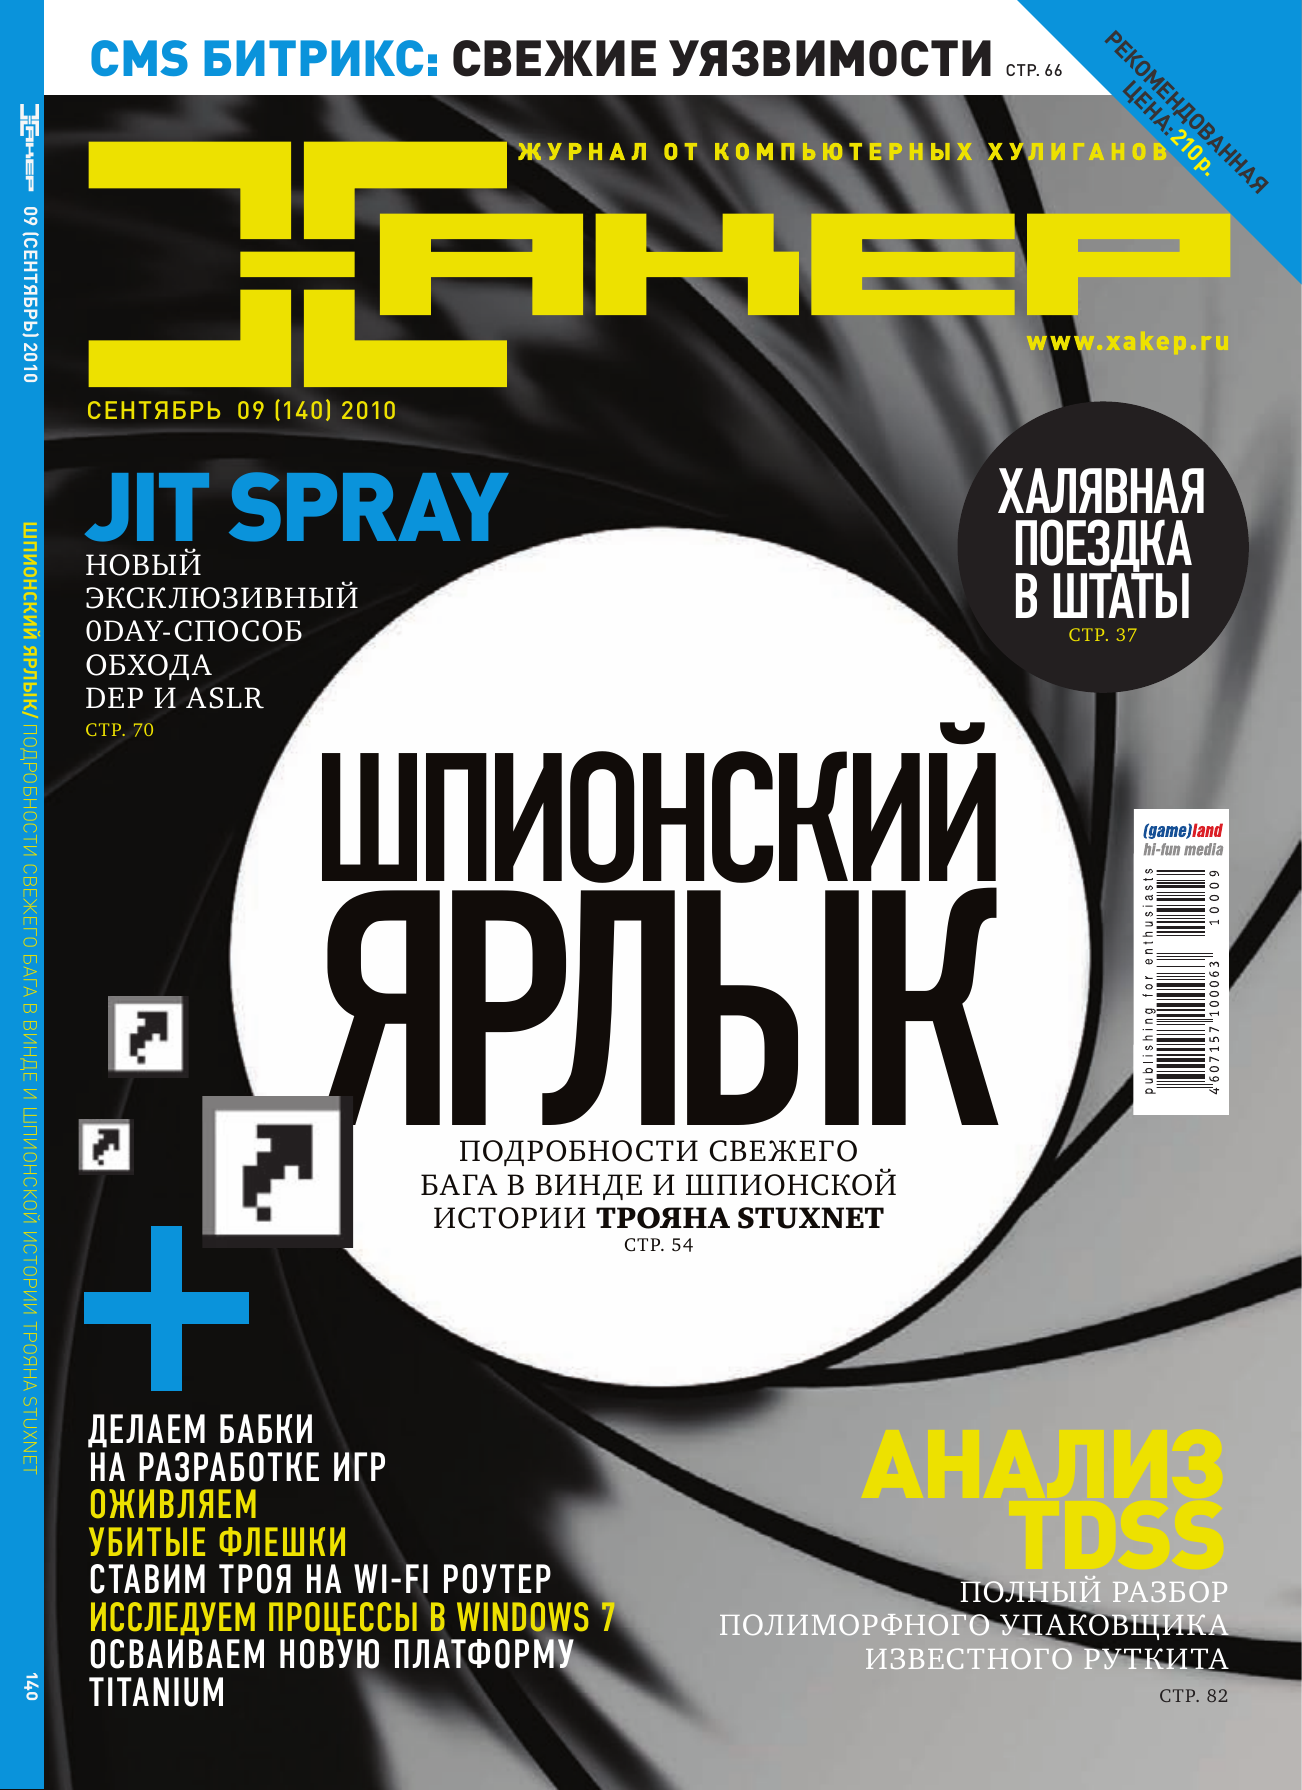 CMS БИТРИКС: СВЕЖИЕ УЯЗВИМОСТИ СТР. 66
РЕКОМЕНДОВАННАЯ
ЦЕНА: 210р.
ЖУРНАЛ ОТ КОМПЬЮТЕРНЫХ ХУЛИГАНОВ
ХАКЕР
www.xakep.ru
СЕНТЯБРЬ 09 (140) 2010
JIT SPRAY
НОВЫЙ
ЭКСКЛЮЗИВНЫЙ
0DAY-СПОСОБ
ОБХОДА
DEP И ASLR
СТР. 70
ХАЛЯВНАЯ
ПОЕЗДКА
В ШТАТЫ
СТР. 37
ШПИОНСКИЙ
ЯРЛЫК
ПОДРОБНОСТИ СВЕЖЕГО
БАГА В ВИНДЕ И ШПИОНСКОЙ
ИСТОРИИ ТРОЯНА STUXNET
СТР. 54
(game)land
hi-fun media
publishing for enthusiasts
4 607157 100063
10009
ДЕЛАЕМ БАБКИ
НА РАЗРАБОТКЕ ИГР
ОЖИВЛЯЕМ
УБИТЫЕ ФЛЕШКИ
СТАВИМ ТРОЯ НА WI-FI РОУТЕР
ИССЛЕДУЕМ ПРОЦЕССЫ В WINDOWS 7
ОСВАИВАЕМ НОВУЮ ПЛАТФОРМУ
TITANIUM
АНАЛИЗ
TDSS
ПОЛНЫЙ РАЗБОР
ПОЛИМОРФНОГО УПАКОВЩИКА
ИЗВЕСТНОГО РУТКИТА
СТР. 82
ХАКЕР 09 (СЕНТЯБРЬ) 2010
ШПИОНСКИЙ ЯРЛЫК/ ПОДРОБНОСТИ СВЕЖЕГО БАГА В ВИНДЕ И ШПИОНСКОЙ ИСТОРИИ ТРОЯНА STUXNET
140